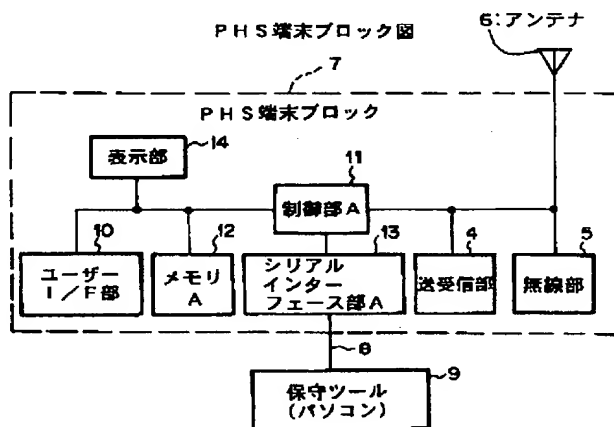 PHS端末ブロック図
6:アンテナ
7
PHS端末ブロック
表示部
14
11
制御部A
10
ユーザー
I/F部
12
メモリ
A
13
シリアル
インター
フェース部A
4
送受信部
5
無線部
8
9
保守ツール
(パソコン)